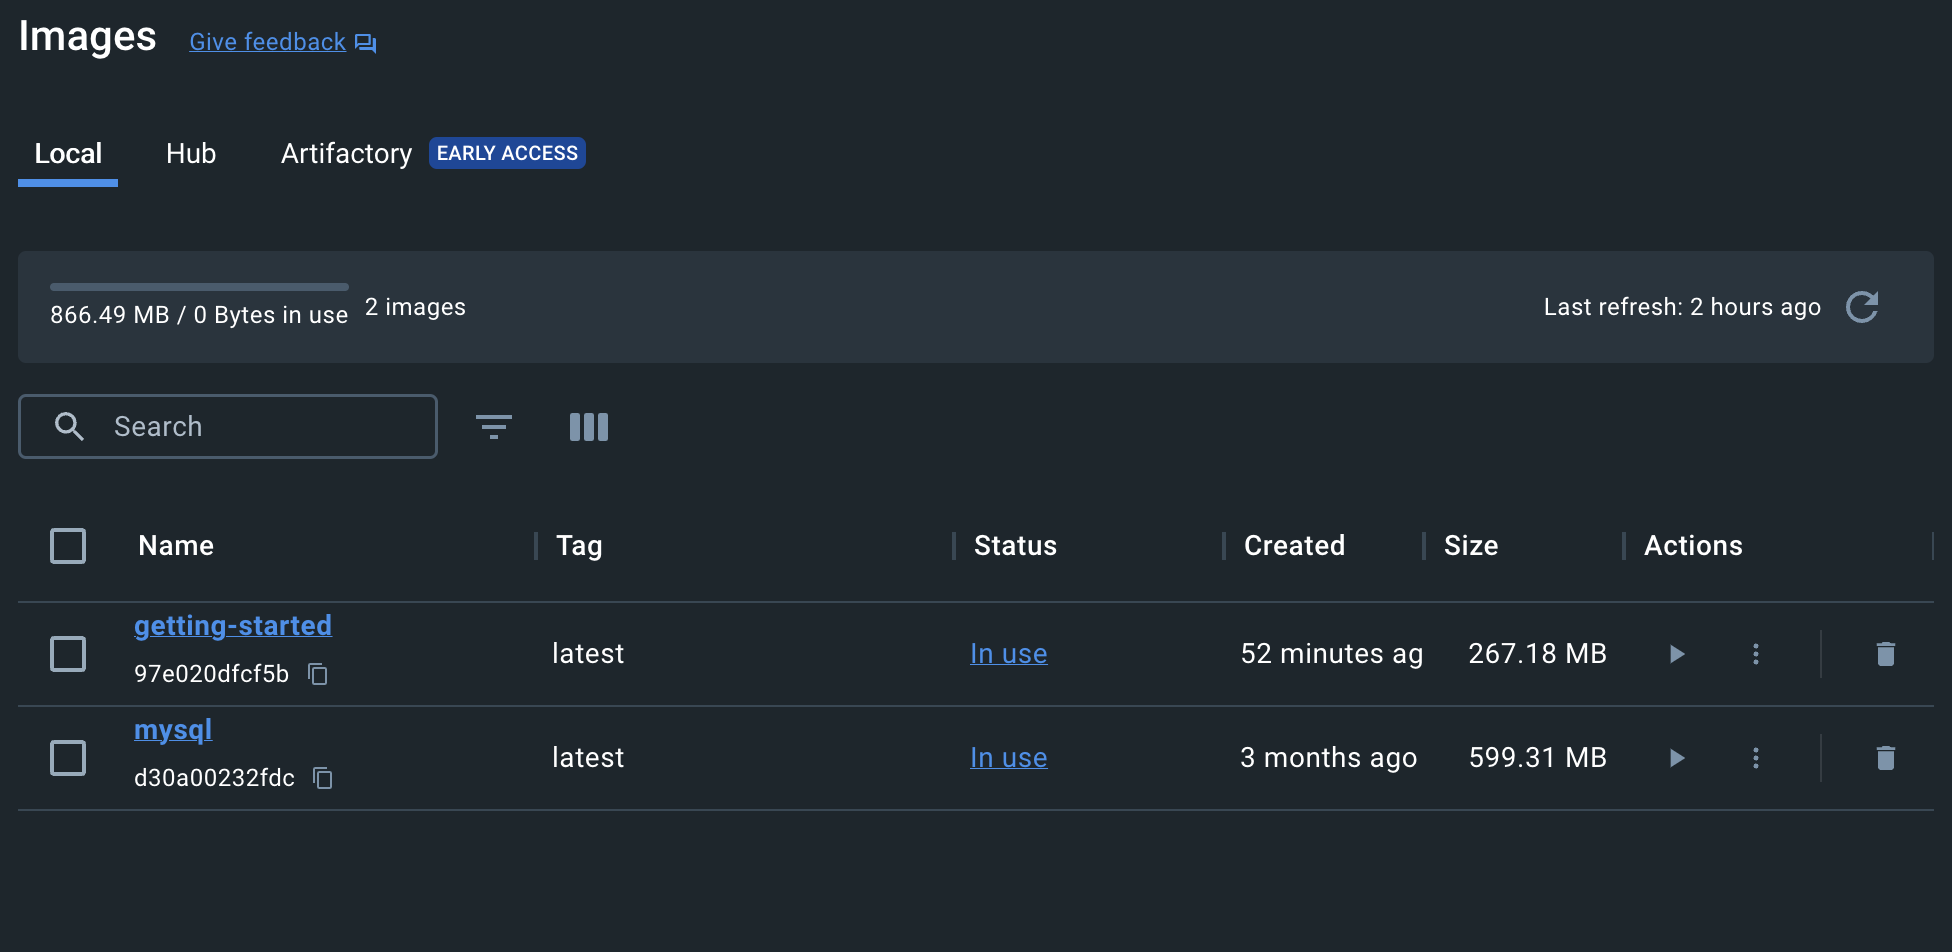 Images Give feedback
Local Hub Artifactory EARLY ACCESS
866.49 MB / 0 Bytes in use 2 images Last refresh: 2 hours ago
Search
Name Tag Status Created Size Actions
getting-started
97e020dfcf5b
latest In use 52 minutes ag 267.18 MB
mysql
d30a00232fdc
latest In use 3 months ago 599.31 MB